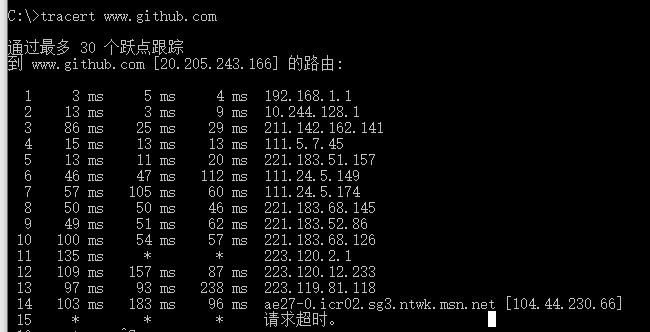 C:\>tracert www.github.com
通过最多 30 个跃点跟踪
到 www.github.com [20.205.243.166] 的路由:
1 3 ms 5 ms 4 ms 192.168.1.1
2 13 ms 3 ms 9 ms 10.244.128.1
3 86 ms 25 ms 29 ms 211.142.162.141
4 15 ms 13 ms 13 ms 111.5.7.45
5 13 ms 11 ms 20 ms 221.183.51.157
6 46 ms 47 ms 112 ms 111.24.5.149
7 57 ms 105 ms 60 ms 111.24.5.174
8 50 ms 50 ms 46 ms 221.183.68.145
9 49 ms 51 ms 62 ms 221.183.52.86
10 100 ms 54 ms 57 ms 221.183.68.126
11 135 ms * * 223.120.2.1
12 109 ms 157 ms 87 ms 223.120.12.233
13 97 ms 93 ms 238 ms 223.119.81.118
14 103 ms 183 ms 96 ms ae27-0.icr02.sg3.ntwk.msn.net [104.44.230.66]
15 * * * 请求超时。